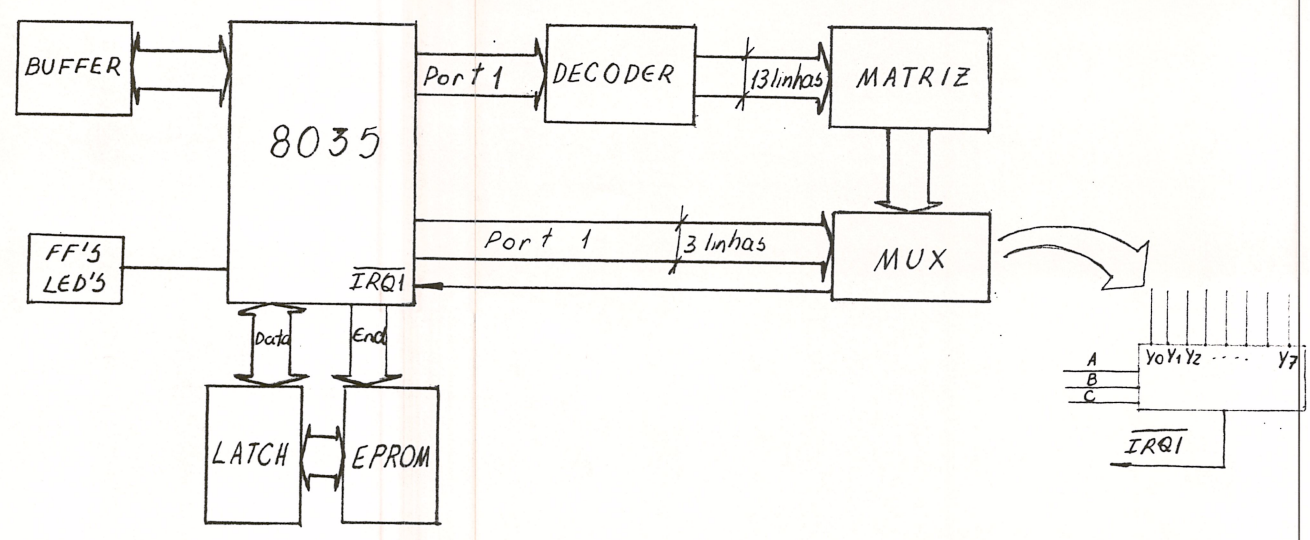 BUFFER
8035
Port 1
DECODER
13 linhas
MATRIZ
Port 1
3 linhas
MUX
FF'S
LED'S
IRQ1
Data
End
LATCH
EPROM
A
B
C
Y0 Y1 Y2 ..... Y7
IRQ1